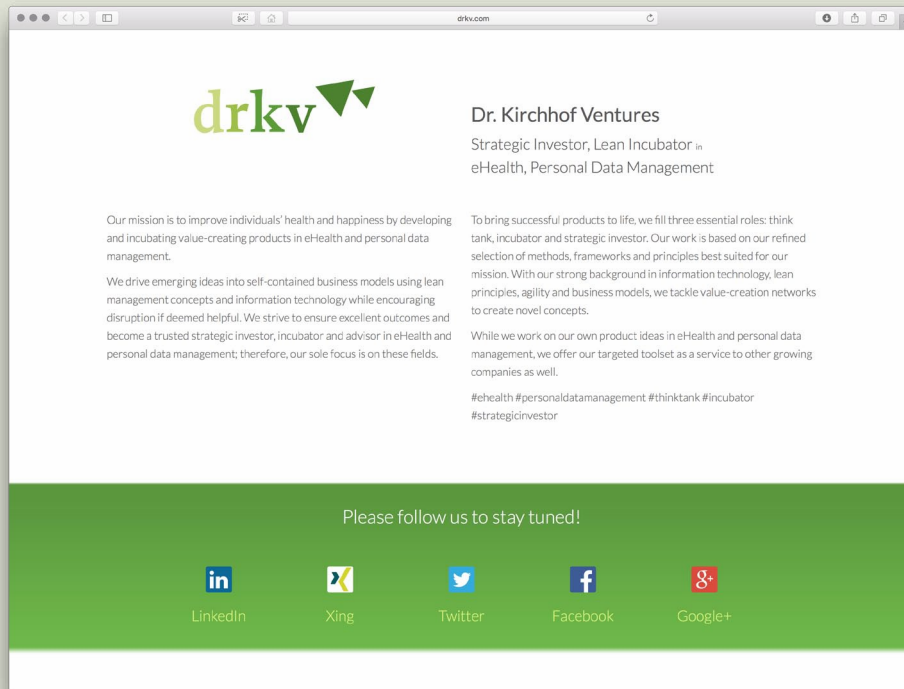 drkv.com
drkv
Dr. Kirchhof Ventures
Strategic Investor, Lean Incubator in
eHealth, Personal Data Management
Our mission is to improve individuals' health and happiness by developing
and incubating value-creating products in eHealth and personal data
management.
We drive emerging ideas into self-contained business models using lean
management concepts and information technology while encouraging
disruption if deemed helpful. We strive to ensure excellent outcomes and
become a trusted strategic investor, incubator and advisor in eHealth and
personal data management; therefore, our sole focus is on these fields.
To bring successful products to life, we fill three essential roles: think
tank, incubator and strategic investor. Our work is based on our refined
selection of methods, frameworks and principles best suited for our
mission. With our strong background in information technology, lean
principles, agility and business models, we tackle value-creation networks
to create novel concepts.
While we work on our own product ideas in eHealth and personal data
management, we offer our targeted toolset as a service to other growing
companies as well.
#ehealth #personaldatamanagement #thinktank #incubator
#strategicinvestor
Please follow us to stay tuned!
in
f
g+
LinkedIn
Xing
Twitter
Facebook
Google+